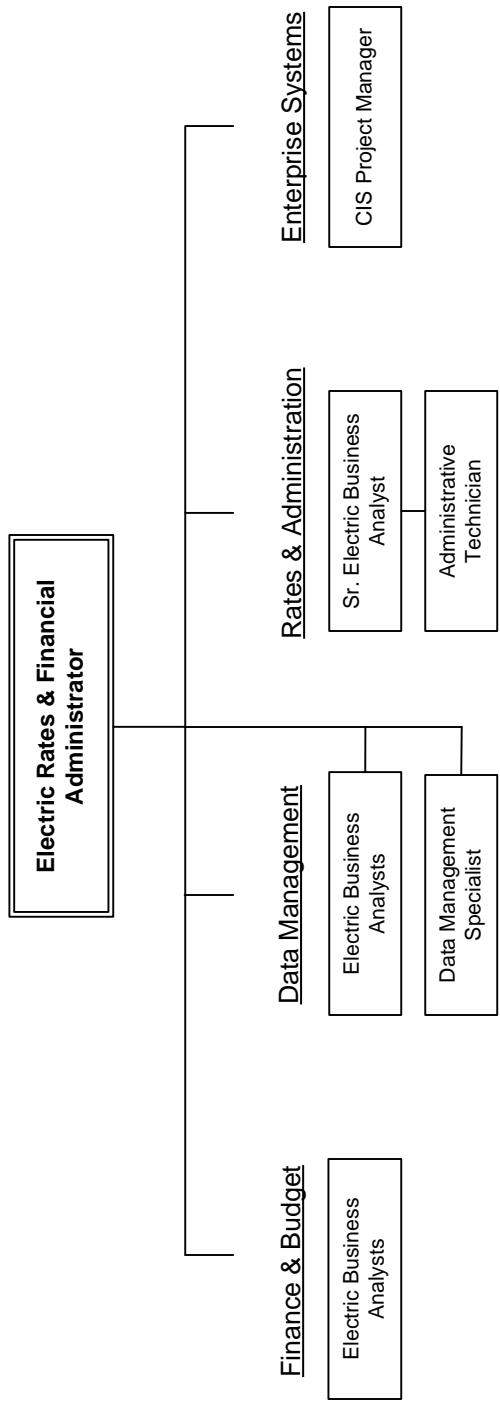 Electric Rates & Financial
Administrator
Finance & Budget
Electric Business
Analysts
Data Management
Electric Business
Analysts
Data Management
Specialist
Rates & Administration
Sr. Electric Business
Analyst
Administrative
Technician
Enterprise Systems
CIS Project Manager